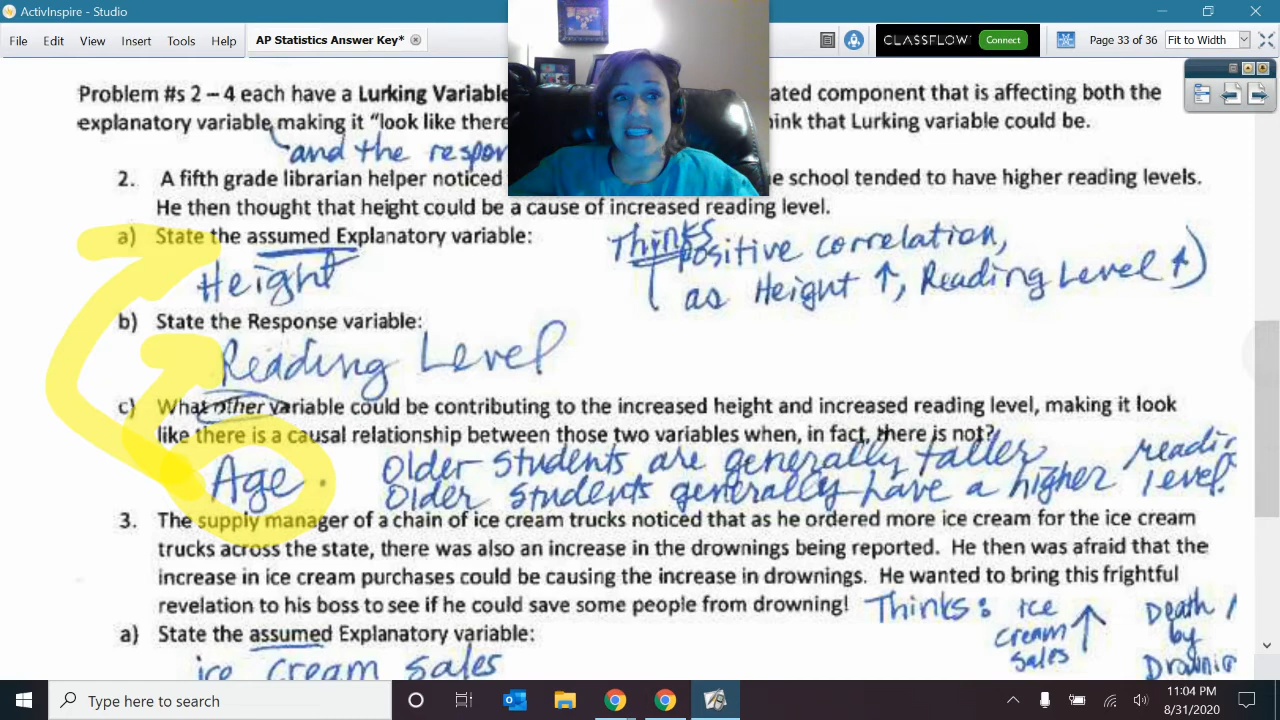 ActivInspire - Studio
File Edit View Insert Tools Help AP Statistics Answer Key* CLASSFLOW Connect Page 33 of 36 Fit to Width
Problem #s 2 – 4 each have a Lurking Variable ated component that is affecting both the
explanatory variable making it "look like there ink that Lurking variable could be.
and the respon
2. A fifth grade librarian helper noticed e school tended to have higher reading levels.
He then thought that height could be a cause of increased reading level.
a) State the assumed Explanatory variable:
Height
Thinks positive correlation,
as Height ↑, Reading Level ↑)
b) State the Response variable:
Reading Level
c) What other variable could be contributing to the increased height and increased reading level, making it look
like there is a causal relationship between those two variables when, in fact, there is not?
Age. Older students are generally taller
Older students generally have a higher readin level.
3. The supply manager of a chain of ice cream trucks noticed that as he ordered more ice cream for the ice cream
trucks across the state, there was also an increase in the drownings being reported. He then was afraid that the
increase in ice cream purchases could be causing the increase in drownings. He wanted to bring this frightful
revelation to his boss to see if he could save some people from drowning!
Thinks: ice cream sales ↑ Death by Drownin
a) State the assumed Explanatory variable:
ice cream sales
Type here to search
11:04 PM
8/31/2020